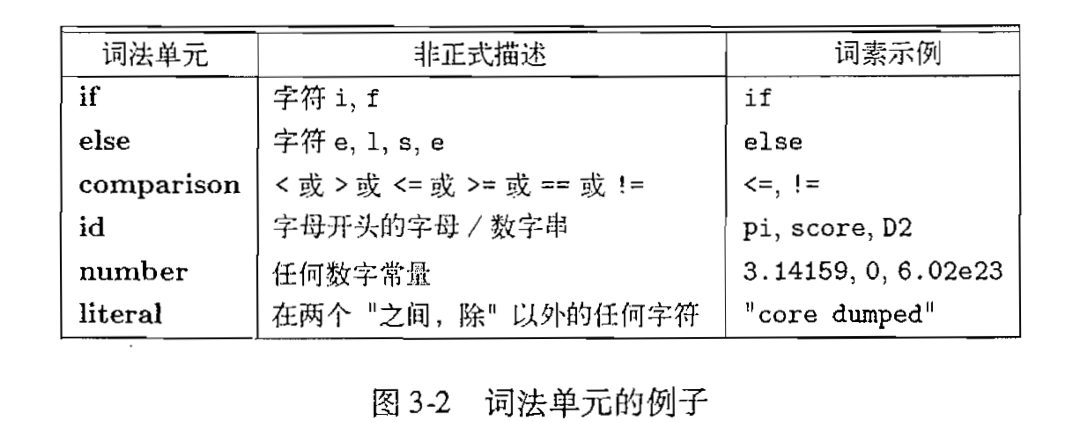 词法单元 非正式描述 词素示例
if 字符 i, f if
else 字符 e, l, s, e else
comparison < 或 > 或 <= 或 >= 或 == 或 != <=, !=
id 字母开头的字母 / 数字串 pi, score, D2
number 任何数字常量 3.14159, 0, 6.02e23
literal 在两个 "之间，除" 以外的任何字符 "core dumped"
图 3-2 词法单元的例子